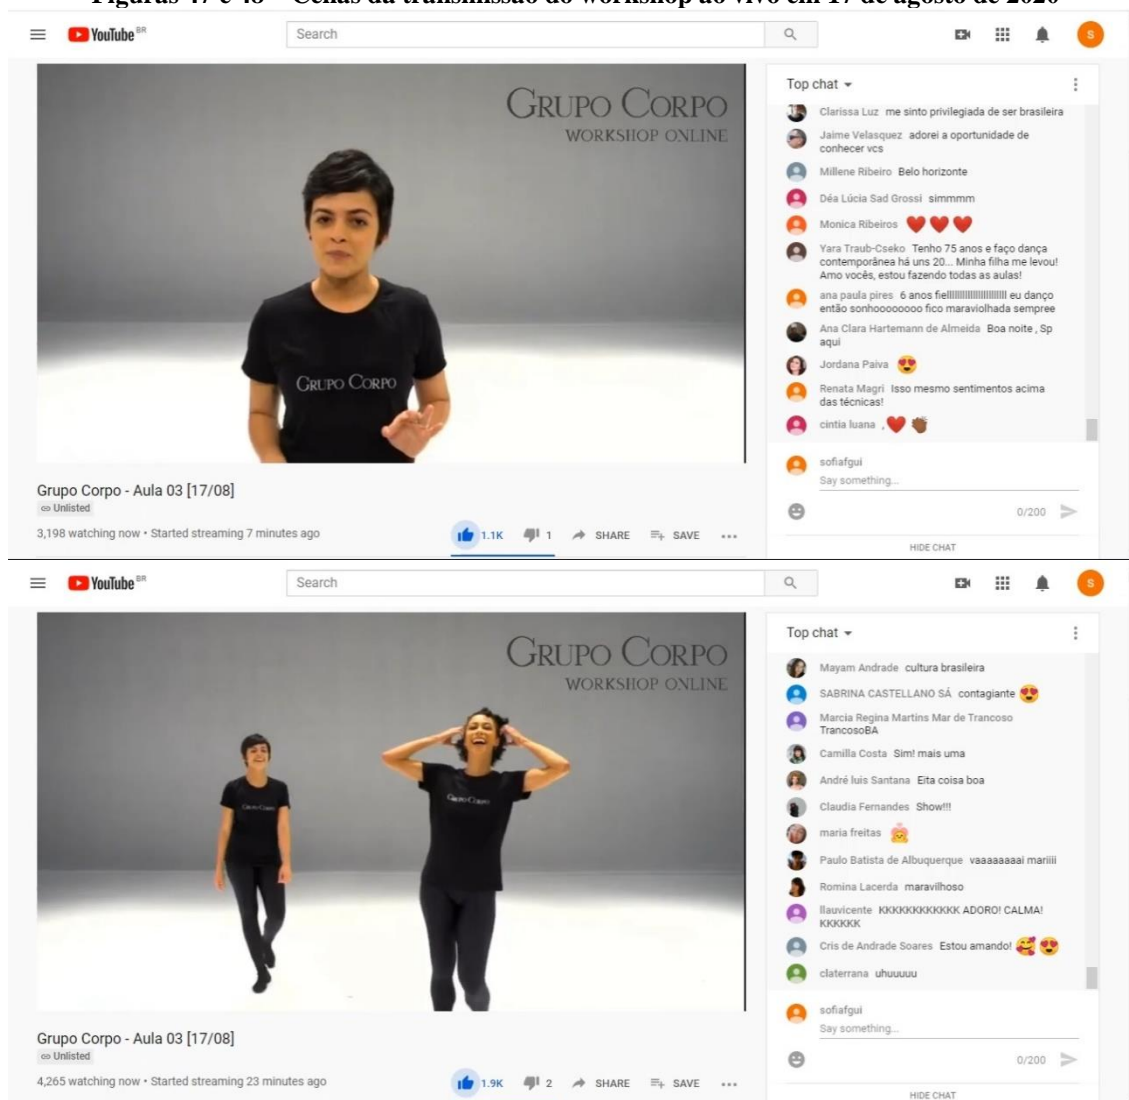 Figuras 47 e 48 – Cenas da transmissão do workshop ao vivo em 17 de agosto de 2020
YouTube BR
Search
S
GRUPO CORPO
WORKSHOP ONLINE
GRUPO CORPO
Top chat
Clarissa Luz me sinto privilegiada de ser brasileira
Jaime Velasquez adorei a oportunidade de
conhecer vcs
Millene Ribeiro Belo horizonte
Déa Lúcia Sad Grossi simmmm
Monica Ribeiros ❤️❤️❤️
Yara Traub-Cseko Tenho 75 anos e faço dança
contemporânea há uns 20... Minha filha me levou!
Amo vocês, estou fazendo todas as aulas!
ana paula pires 6 anos fielllllllllllllllllllllll eu danço
então sonhooooooo fico maraviolhada sempree
Ana Clara Hartemann de Almeida Boa noite , Sp
aqui
Jordana Paiva 😍
Renata Magri Isso mesmo sentimentos acima
das técnicas!
cintia luana , ❤️👏🏾
sofiafgui
Say something...
0/200
HIDE CHAT
Grupo Corpo - Aula 03 [17/08]
Unlisted
3,198 watching now • Started streaming 7 minutes ago
1.1K 1 SHARE SAVE
YouTube BR
Search
S
GRUPO CORPO
WORKSHOP ONLINE
GRUPO CORPO
GRUPO CORPO
Top chat
Mayam Andrade cultura brasileira
SABRINA CASTELLANO SÁ contagiante 😍
Marcia Regina Martins Mar de Trancoso
TrancosoBA
Camilla Costa Sim! mais uma
André luis Santana Eita coisa boa
Claudia Fernandes Show!!!
maria freitas
Paulo Batista de Albuquerque vaaaaaaaai mariiii
Romina Lacerda maravilhoso
llauvicente KKKKKKKKKKKK ADORO! CALMA!
KKKKKK
Cris de Andrade Soares Estou amando! 🥰😍
claterrana uhuuuuu
sofiafgui
Say something...
0/200
HIDE CHAT
Grupo Corpo - Aula 03 [17/08]
Unlisted
4,265 watching now • Started streaming 23 minutes ago
1.9K 2 SHARE SAVE